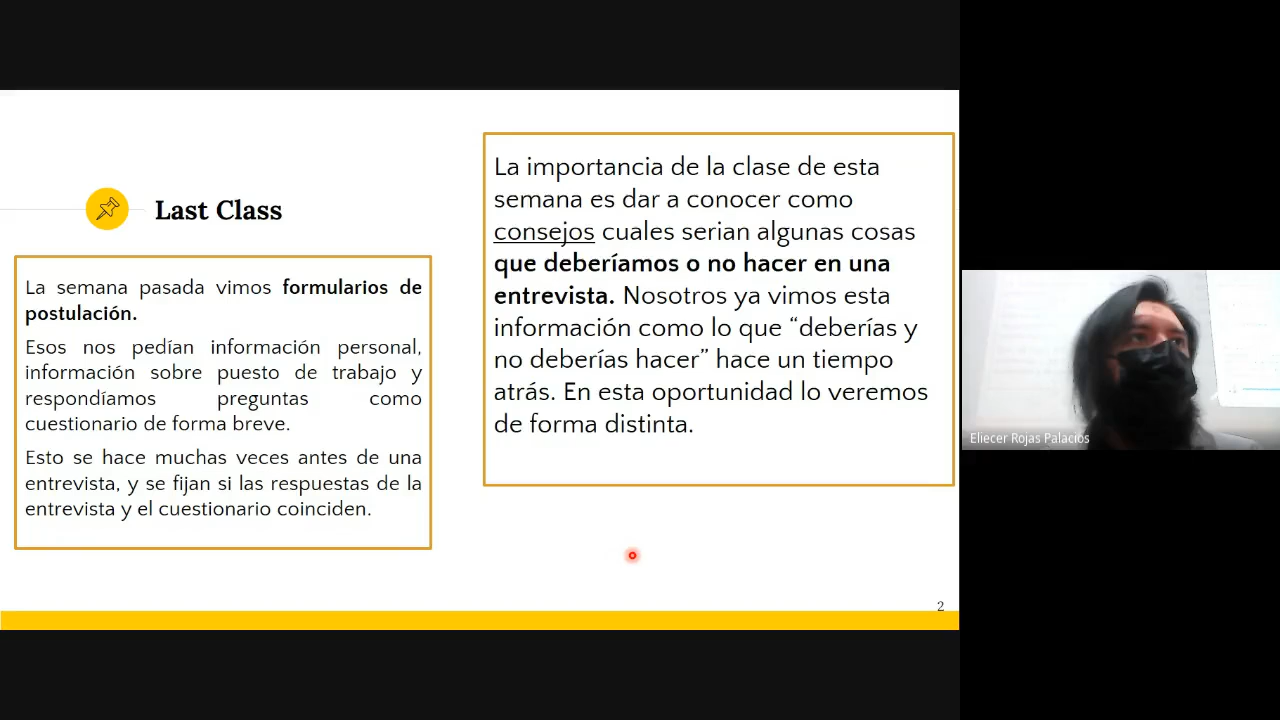 Last Class
La semana pasada vimos formularios de
postulación.
Esos nos pedían información personal,
información sobre puesto de trabajo y
respondíamos preguntas como
cuestionario de forma breve.
Esto se hace muchas veces antes de una
entrevista, y se fijan si las respuestas de la
entrevista y el cuestionario coinciden.
La importancia de la clase de esta
semana es dar a conocer como
consejos cuales serian algunas cosas
que deberíamos o no hacer en una
entrevista. Nosotros ya vimos esta
información como lo que “deberías y
no deberías hacer” hace un tiempo
atrás. En esta oportunidad lo veremos
de forma distinta.
2
Eliecer Rojas Palacios